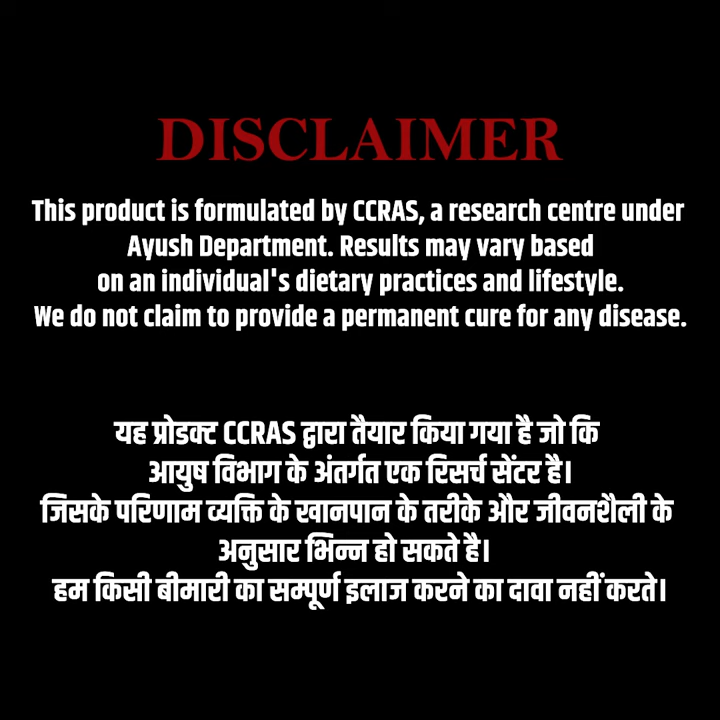 DISCLAIMER
This product is formulated by CCRAS, a research centre under
Ayush Department. Results may vary based
on an individual's dietary practices and lifestyle.
We do not claim to provide a permanent cure for any disease.
यह प्रोडक्ट CCRAS द्वारा तैयार किया गया है जो कि
आयुष विभाग के अंतर्गत एक रिसर्च सेंटर है।
जिसके परिणाम व्यक्ति के खानपान के तरीके और जीवनशैली के
अनुसार भिन्न हो सकते है।
हम किसी बीमारी का सम्पूर्ण इलाज करने का दावा नहीं करते।